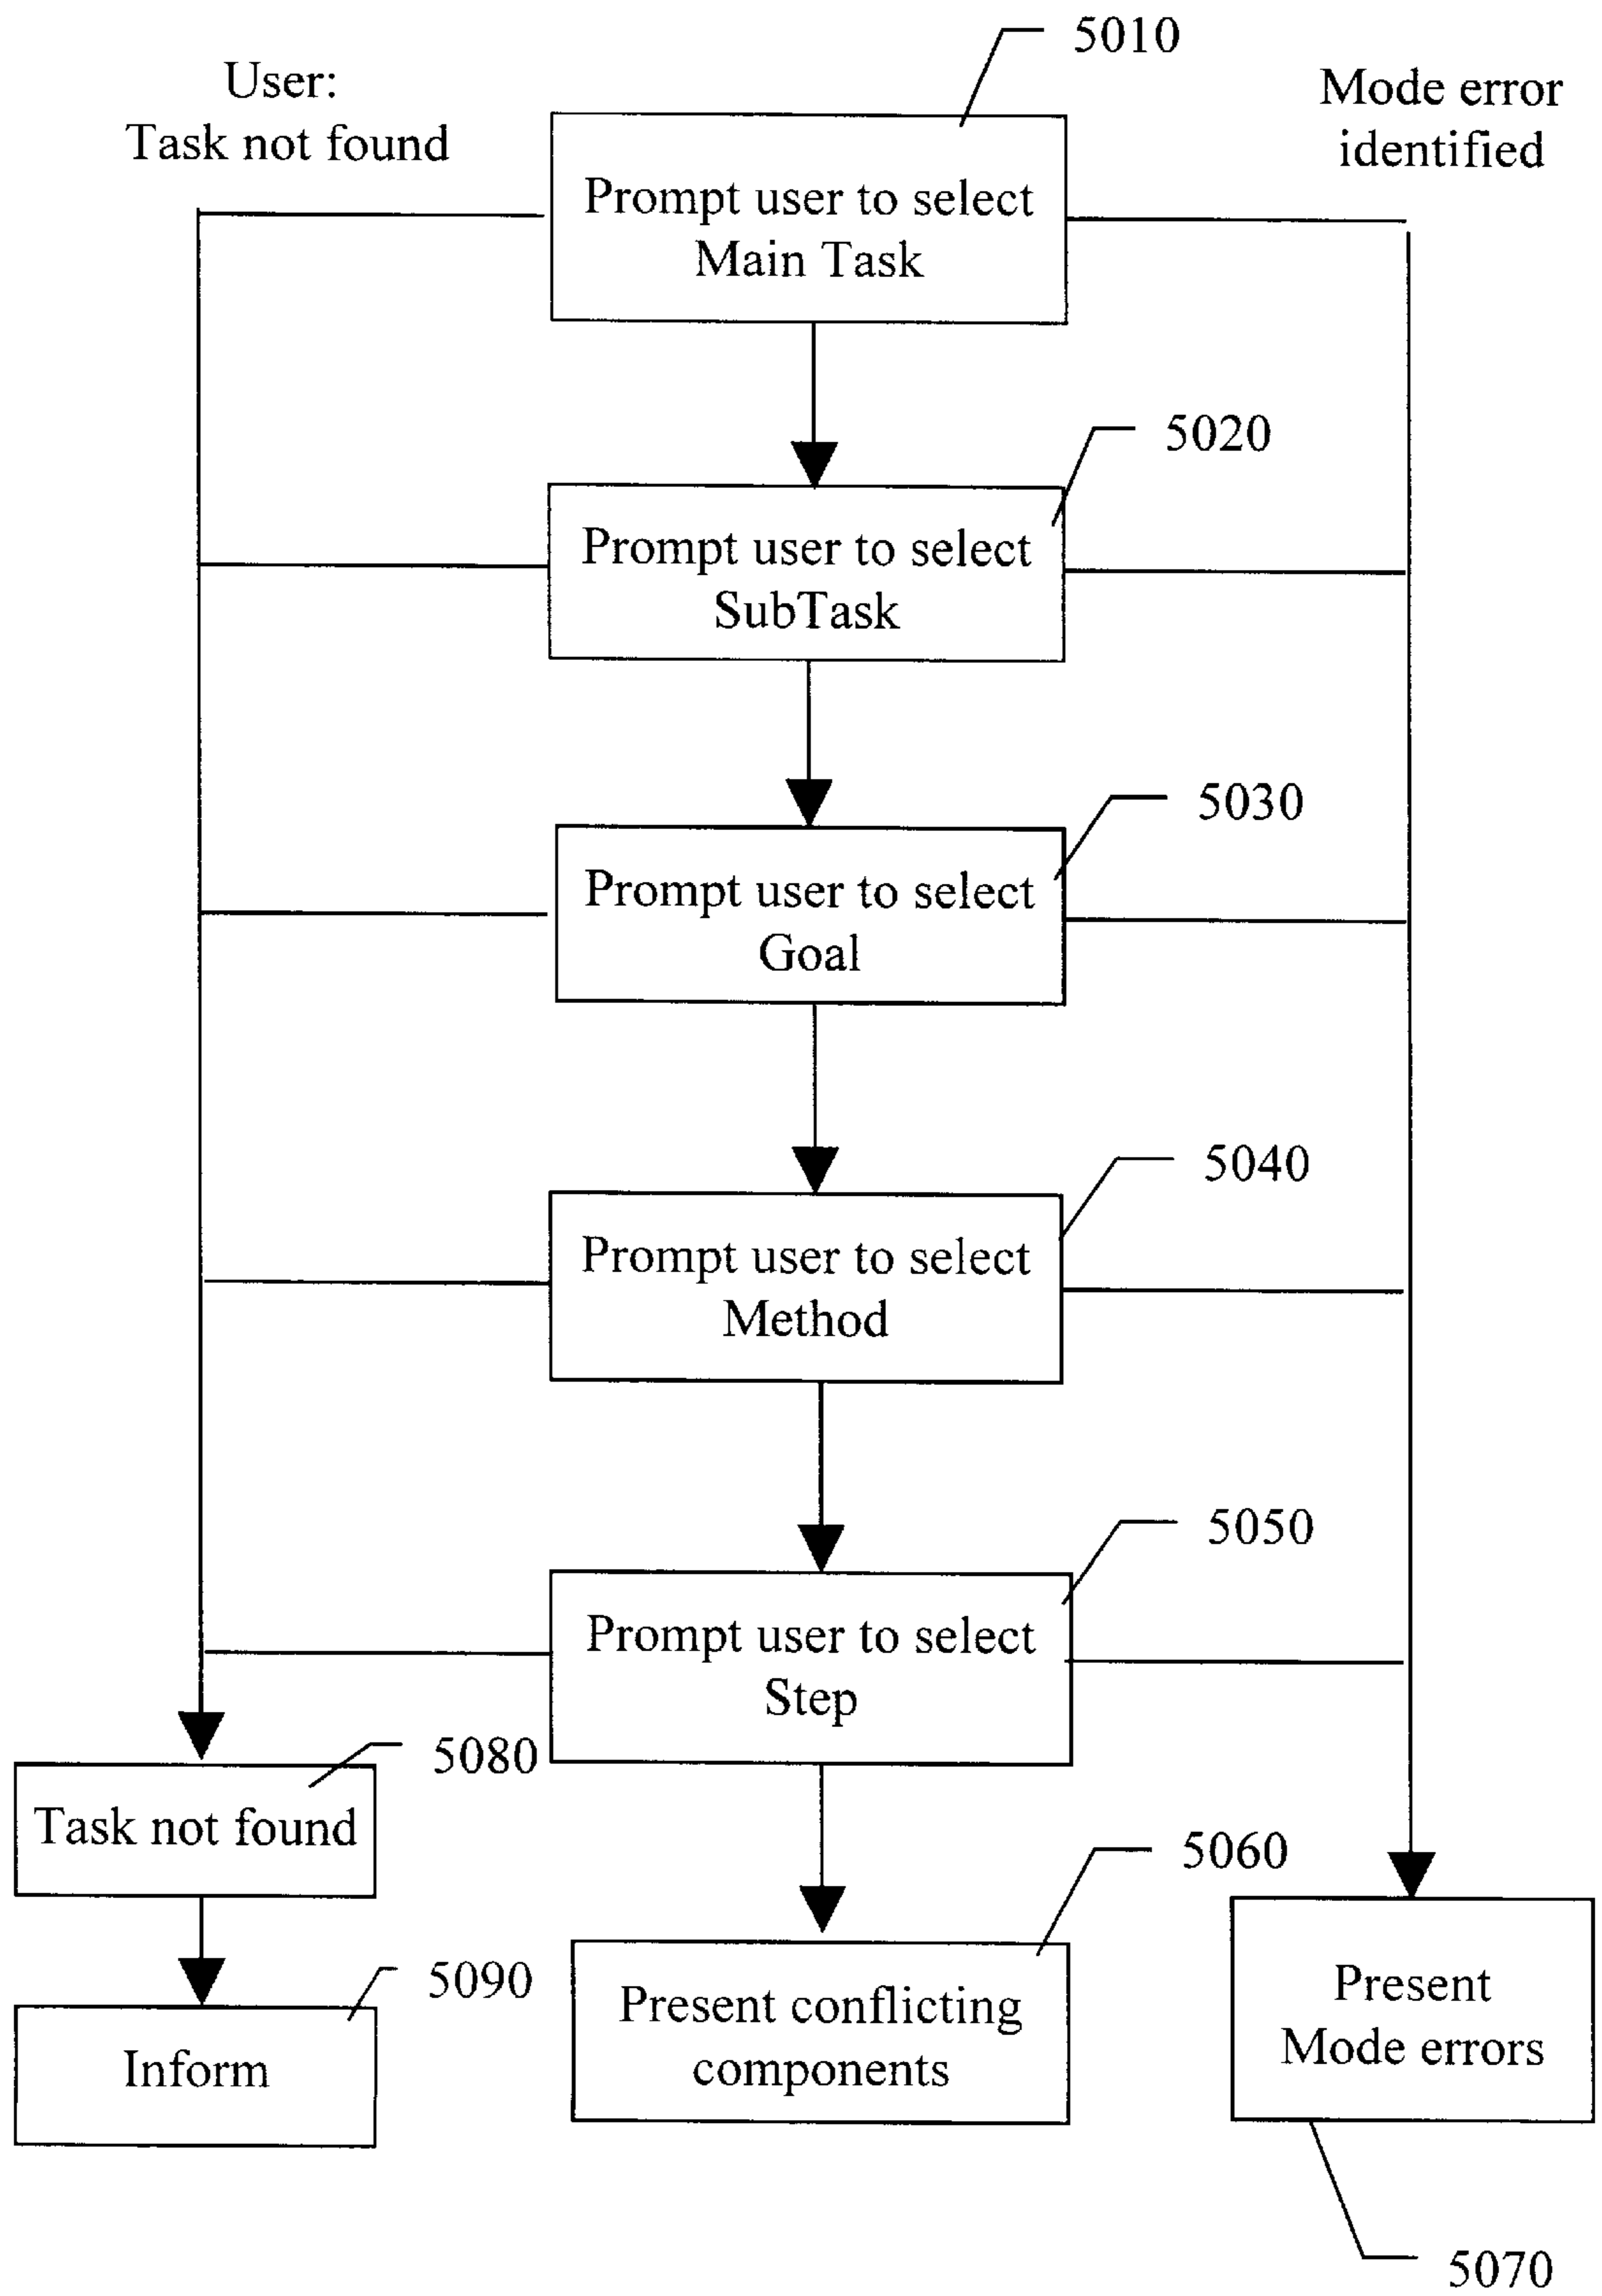 5010
User:
Task not found
Mode error
identified
Prompt user to select
Main Task
5020
Prompt user to select
SubTask
5030
Prompt user to select
Goal
5040
Prompt user to select
Method
5050
Prompt user to select
Step
5080
Task not found
5060
5090
Inform
Present conflicting
components
Present
Mode errors
5070